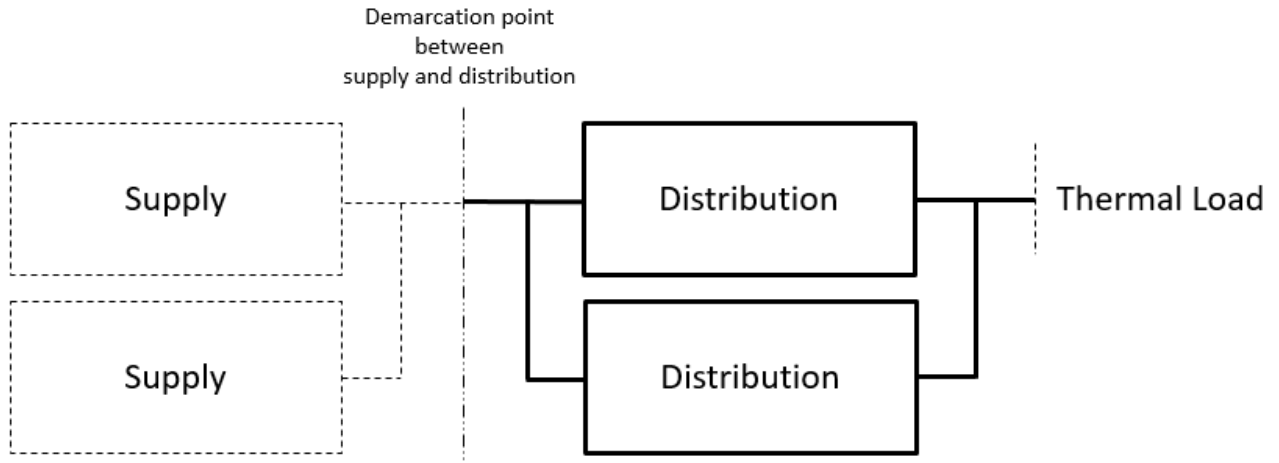 Demarcation point
between
supply and distribution
Supply
Distribution
Thermal Load
Supply
Distribution